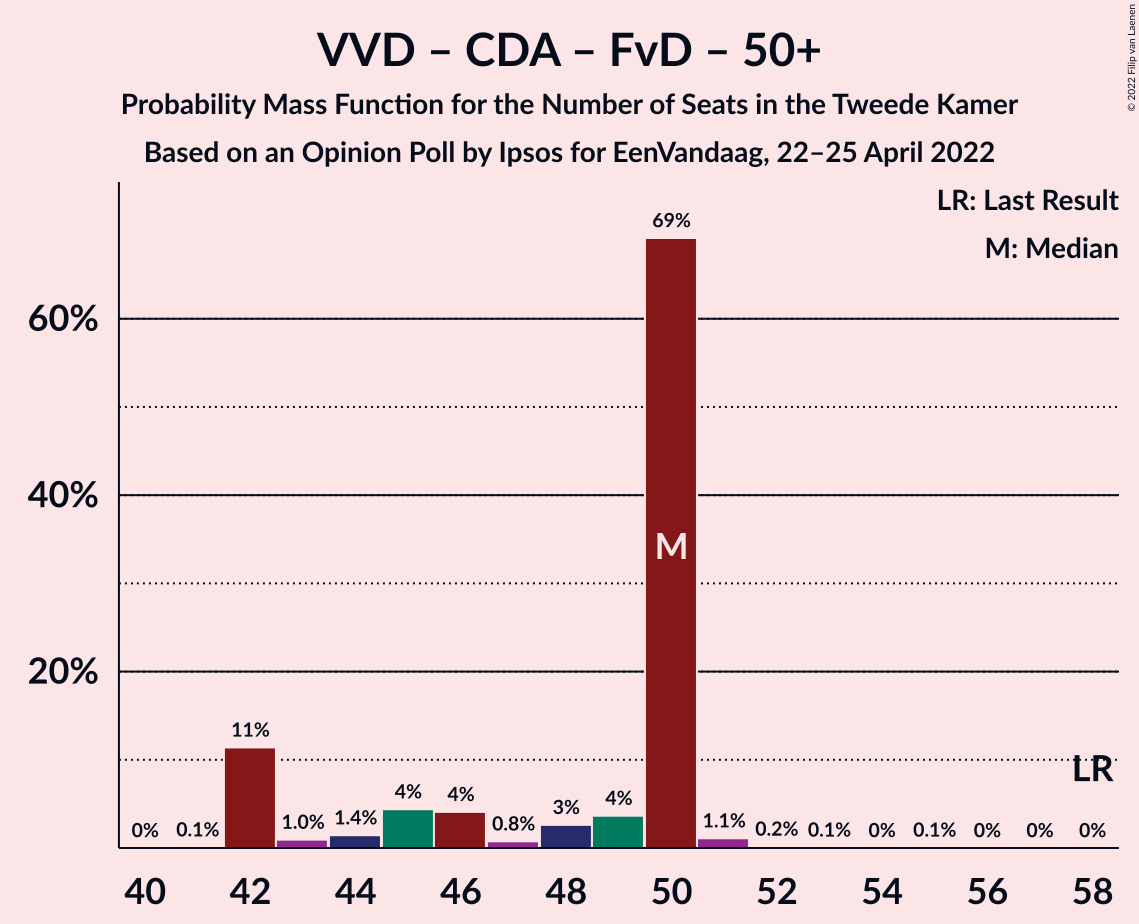 VVD – CDA – FvD – 50+
Probability Mass Function for the Number of Seats in the Tweede Kamer
Based on an Opinion Poll by Ipsos for EenVandaag, 22–25 April 2022
© 2022 Filip van Laenen
LR: Last Result
M: Median
60%
40%
20%
0% 0.1% 11% 1.0% 1.4% 4% 4% 0.8% 3% 4% 69% 1.1% 0.2% 0.1% 0% 0.1% 0% 0% 0%
M
LR
40 42 44 46 48 50 52 54 56 58